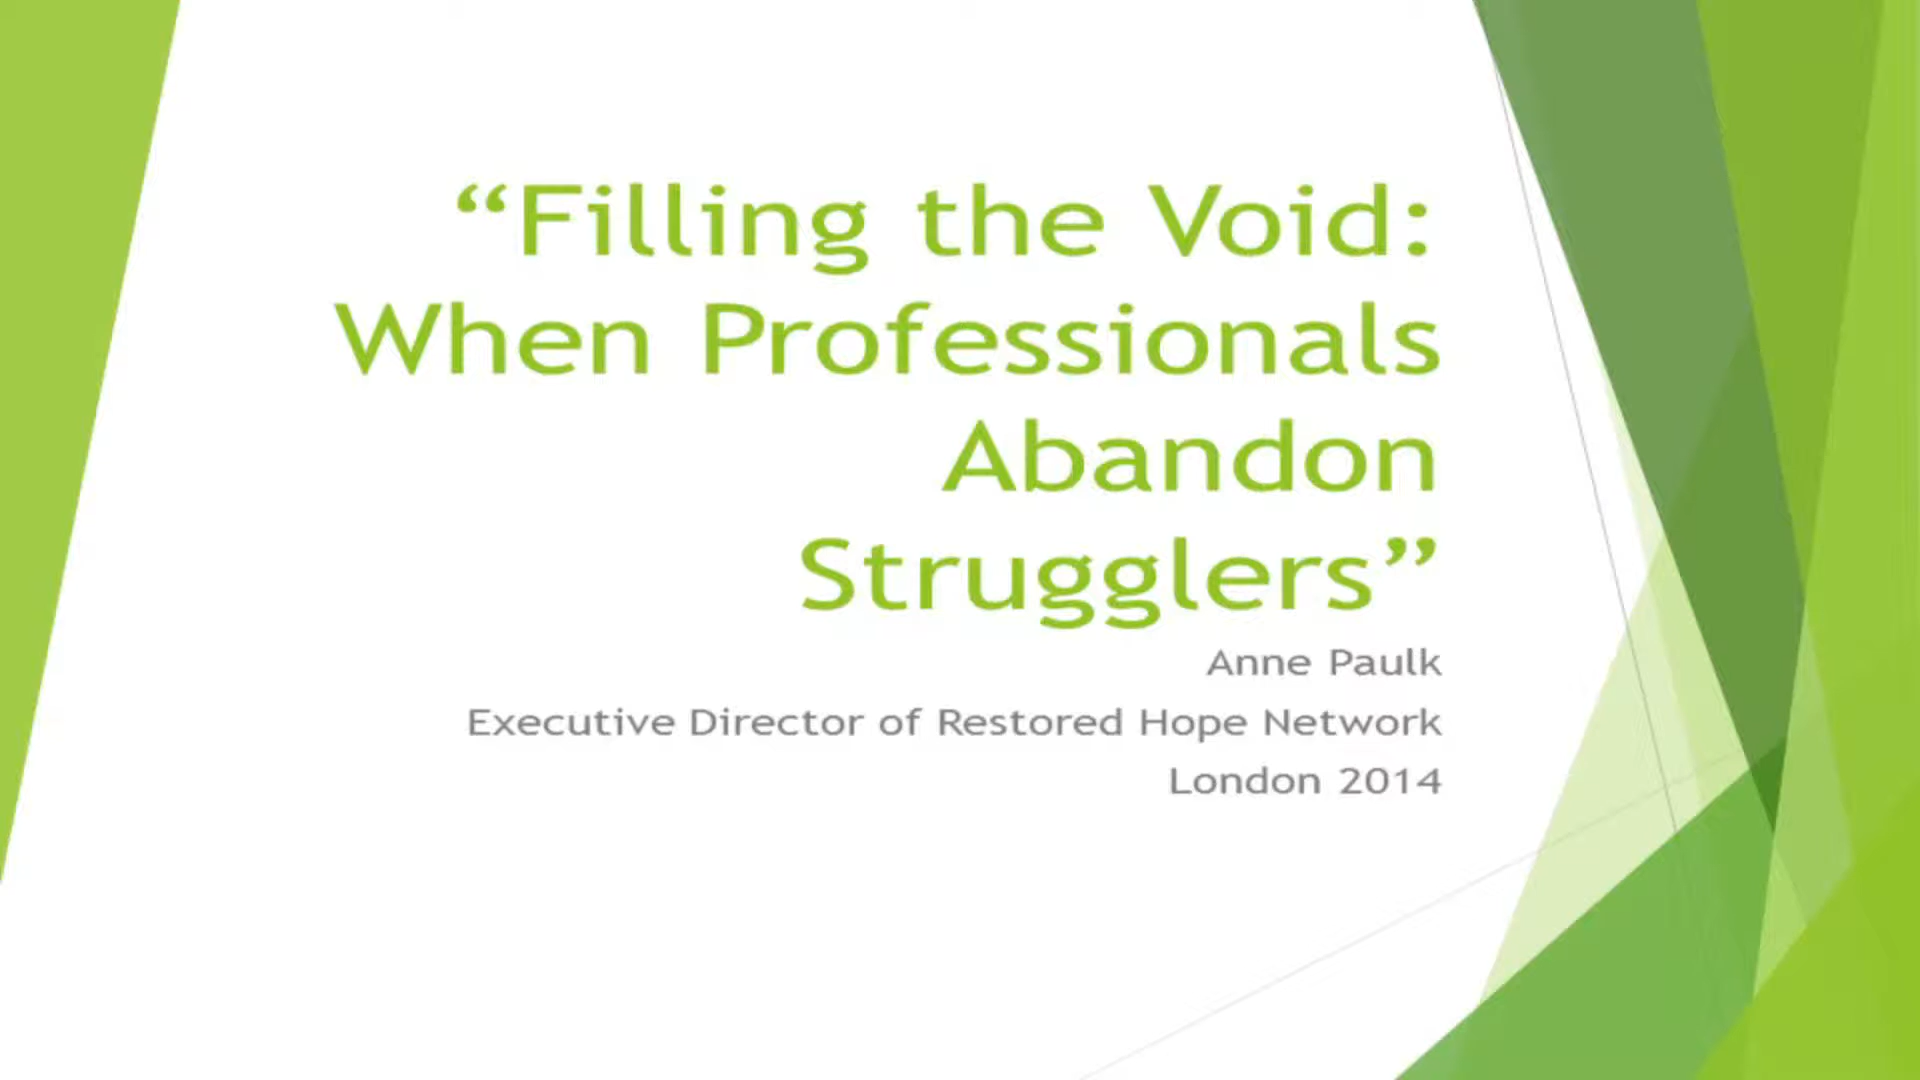 “Filling the Void:
When Professionals
Abandon
Strugglers”
Anne Paulk
Executive Director of Restored Hope Network
London 2014